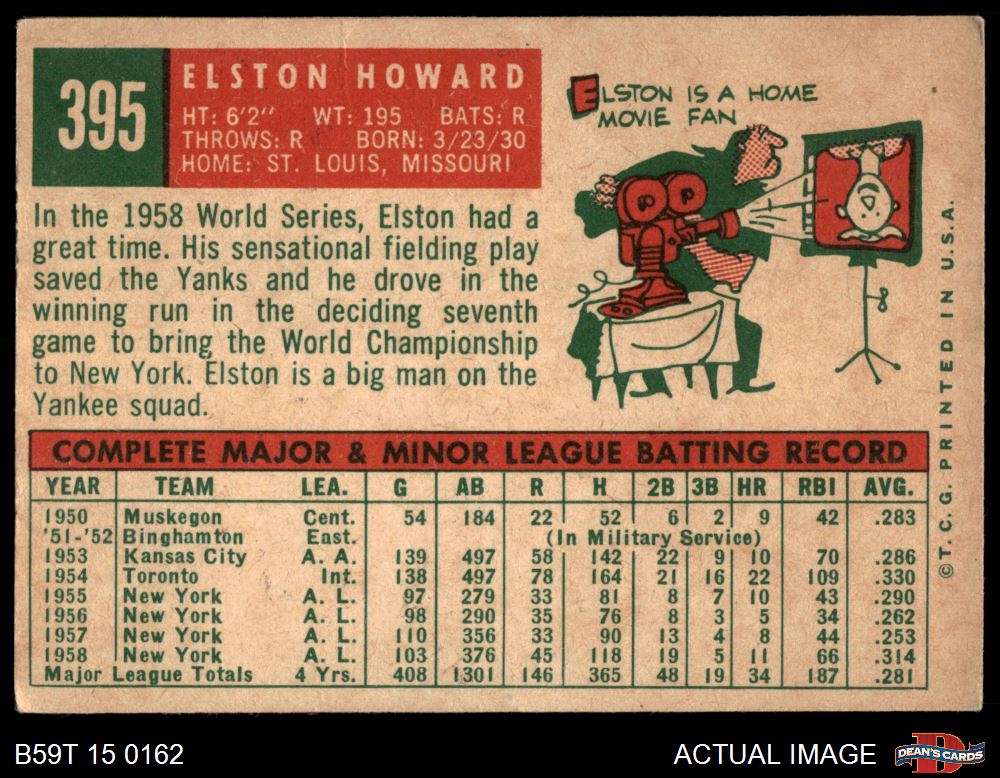 395
ELSTON HOWARD
HT: 6'2" WT: 195 BATS: R
THROWS: R BORN: 3/23/30
HOME: ST. LOUIS, MISSOURI
ELSTON IS A HOME
MOVIE FAN
In the 1958 World Series, Elston had a
great time. His sensational fielding play
saved the Yanks and he drove in the
winning run in the deciding seventh
game to bring the World Championship
to New York. Elston is a big man on the
Yankee squad.
COMPLETE MAJOR & MINOR LEAGUE BATTING RECORD
YEAR TEAM LEA. G AB R H 2B 3B HR RBI AVG.
1950 Muskegon Cent. 54 184 22 52 6 2 9 42 .283
'51-'52 Binghamton East. (In Military Service)
1953 Kansas City A. A. 139 497 58 142 22 9 10 70 .286
1954 Toronto Int. 138 497 78 164 21 16 22 109 .330
1955 New York A. L. 97 279 33 81 8 7 10 43 .290
1956 New York A. L. 98 290 35 76 8 3 5 34 .262
1957 New York A. L. 110 356 33 90 13 4 8 44 .253
1958 New York A. L. 103 376 45 118 19 5 11 66 .314
Major League Totals 4 Yrs. 408 1301 146 365 48 19 34 187 .281
© T. C. G. PRINTED IN U.S.A.
B59T 15 0162
ACTUAL IMAGE
DEAN'S CARDS